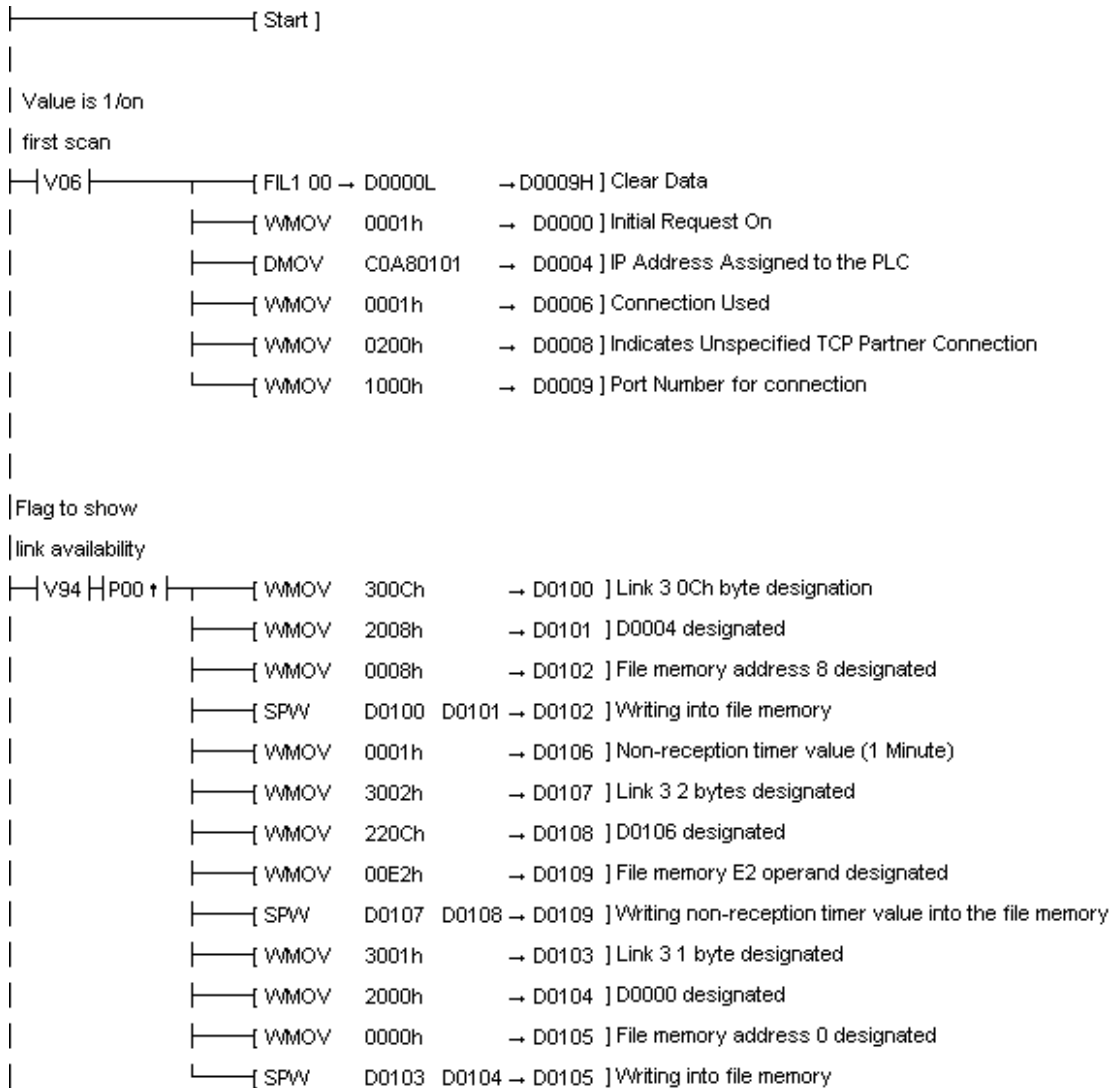 [ Start ]
Value is 1/on
first scan
V06 [ FIL1 00 → D0000L → D0009H ] Clear Data
[ WMOV 0001h → D0000 ] Initial Request On
[ DMOV C0A80101 → D0004 ] IP Address Assigned to the PLC
[ WMOV 0001h → D0006 ] Connection Used
[ WMOV 0200h → D0008 ] Indicates Unspecified TCP Partner Connection
[ WMOV 1000h → D0009 ] Port Number for connection
Flag to show
link availability
V94 P00 ↑ [ WMOV 300Ch → D0100 ] Link 3 0Ch byte designation
[ WMOV 2008h → D0101 ] D0004 designated
[ WMOV 0008h → D0102 ] File memory address 8 designated
[ SPW D0100 D0101 → D0102 ] Writing into file memory
[ WMOV 0001h → D0106 ] Non-reception timer value (1 Minute)
[ WMOV 3002h → D0107 ] Link 3 2 bytes designated
[ WMOV 220Ch → D0108 ] D0106 designated
[ WMOV 00E2h → D0109 ] File memory E2 operand designated
[ SPW D0107 D0108 → D0109 ] Writing non-reception timer value into the file memory
[ WMOV 3001h → D0103 ] Link 3 1 byte designated
[ WMOV 2000h → D0104 ] D0000 designated
[ WMOV 0000h → D0105 ] File memory address 0 designated
[ SPW D0103 D0104 → D0105 ] Writing into file memory